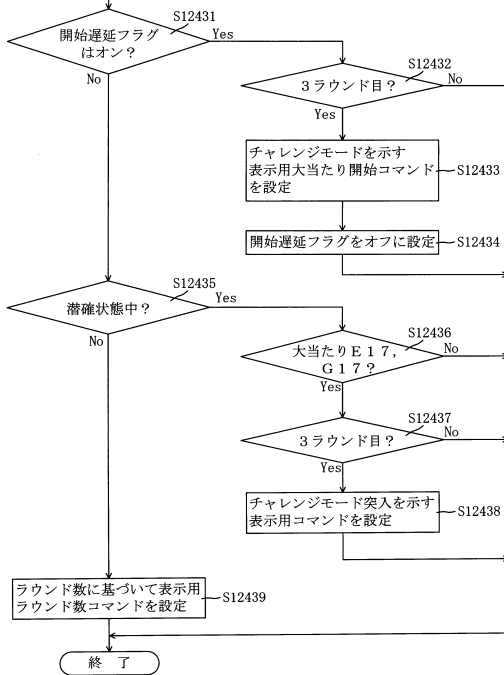 S12431
開始遅延フラグ
はオン？
Yes
No
S12432
3ラウンド目？
No
Yes
チャレンジモードを示す
表示用大当たり開始コマンド
を設定
S12433
開始遅延フラグをオフに設定
S12434
S12435
潜確状態中？
Yes
No
S12436
大当たりE17，
G17？
No
Yes
S12437
3ラウンド目？
No
Yes
チャレンジモード突入を示す
表示用コマンドを設定
S12438
ラウンド数に基づいて表示用
ラウンド数コマンドを設定
S12439
終 了